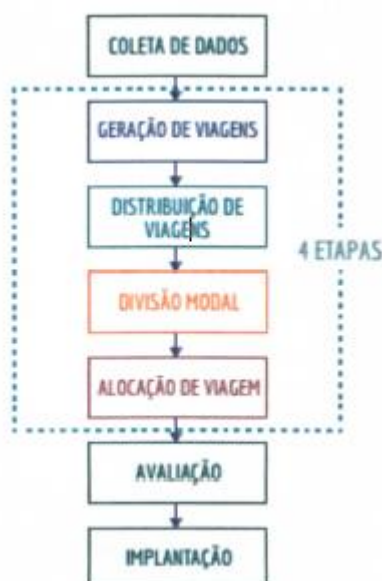 COLETA DE DADOS
GERAÇÃO DE VIAGENS
DISTRIBUIÇÃO DE
VIAGENS
4 ETAPAS
DIVISÃO MODAL
ALOCAÇÃO DE VIAGEM
AVALIAÇÃO
IMPLANTAÇÃO